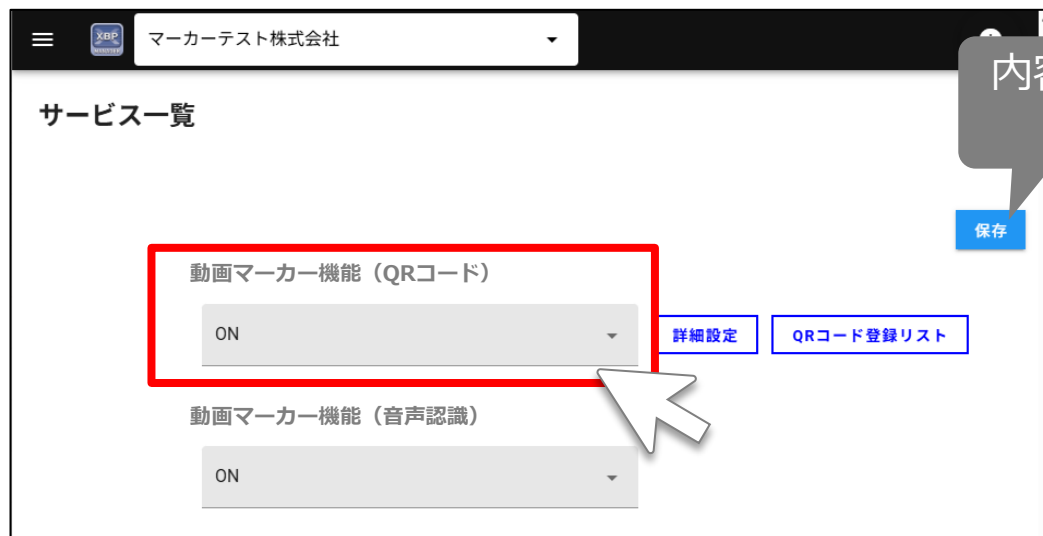 XBP
マーカーテスト株式会社
内容
サービス一覧
保存
動画マーカー機能（QRコード）
ON
詳細設定
QRコード登録リスト
動画マーカー機能（音声認識）
ON